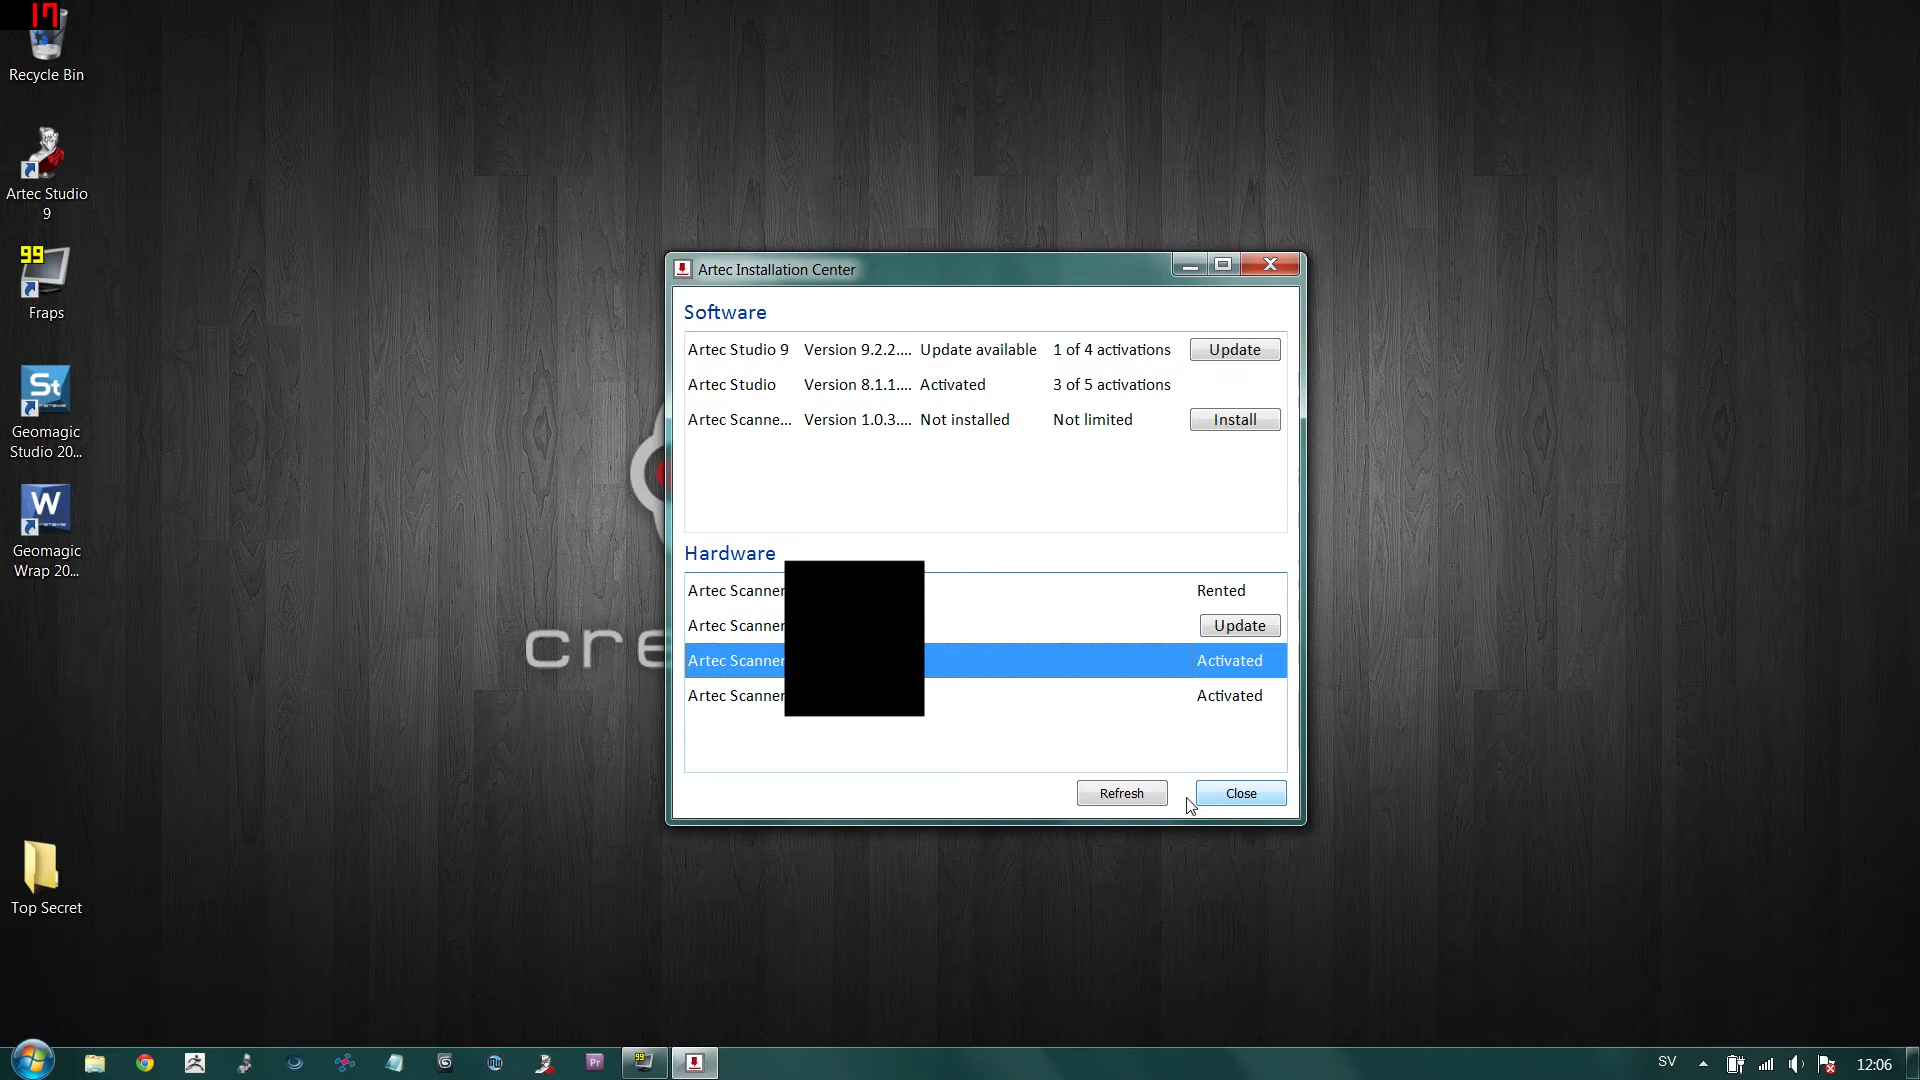 17
Recycle Bin
Artec Studio
9
99
Fraps
St
Geomagic
Studio 20...
W
Geomagic
Wrap 20...
Top Secret
Artec Installation Center
Software
Artec Studio 9 Version 9.2.2.... Update available 1 of 4 activations Update
Artec Studio Version 8.1.1.... Activated 3 of 5 activations
Artec Scanne... Version 1.0.3.... Not installed Not limited Install
Hardware
Artec Scanner Rented
Artec Scanner Update
Artec Scanner Activated
Artec Scanner Activated
Refresh Close
cre
Pr
99
SV
12:06